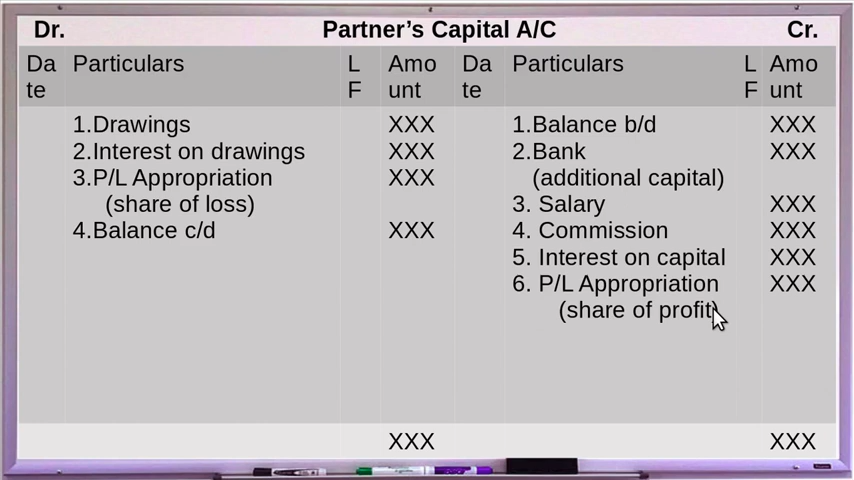 Dr. Partner's Capital A/C Cr.
Da Particulars L Amo Da Particulars L Amo
te F unt te F unt
1.Drawings XXX 1.Balance b/d XXX
2.Interest on drawings XXX 2.Bank XXX
3.P/L Appropriation XXX (additional capital)
(share of loss) 3. Salary XXX
4.Balance c/d XXX 4. Commission XXX
5. Interest on capital XXX
6. P/L Appropriation XXX
(share of profit)
XXX XXX